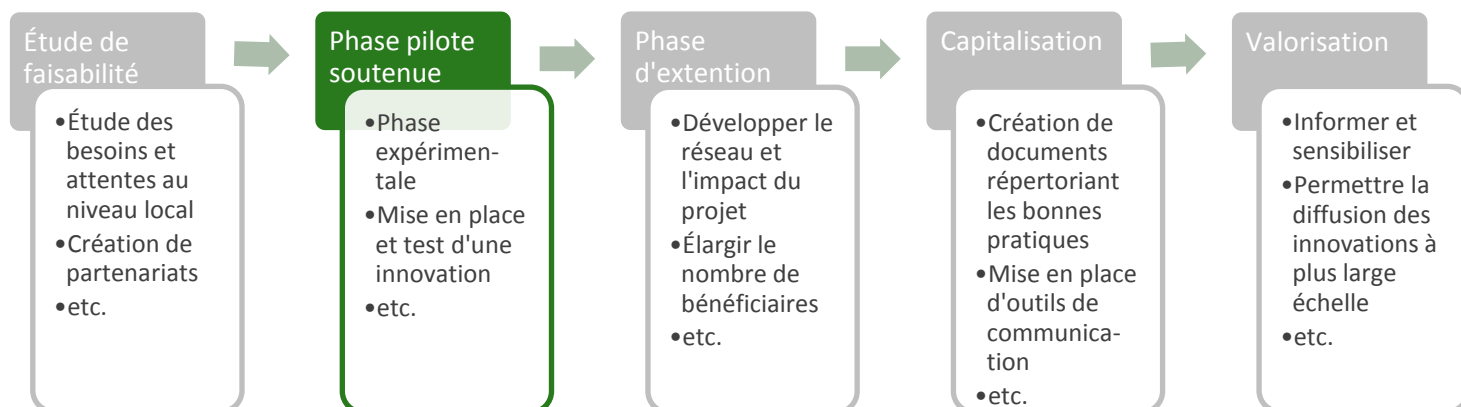 Étude de
faisabilité
•Étude des
besoins et
attentes au
niveau local
•Création de
partenariats
•etc.
Phase pilote
soutenue
•Phase
expérimen-
tale
•Mise en place
et test d'une
innovation
•etc.
Phase
d'extention
•Développer le
réseau et
l'impact du
projet
•Élargir le
nombre de
bénéficiaires
•etc.
Capitalisation
•Création de
documents
répertoriant
les bonnes
pratiques
•Mise en place
d'outils de
communica-
tion
•etc.
Valorisation
•Informer et
sensibiliser
•Permettre la
diffusion des
innovations à
plus large
échelle
•etc.